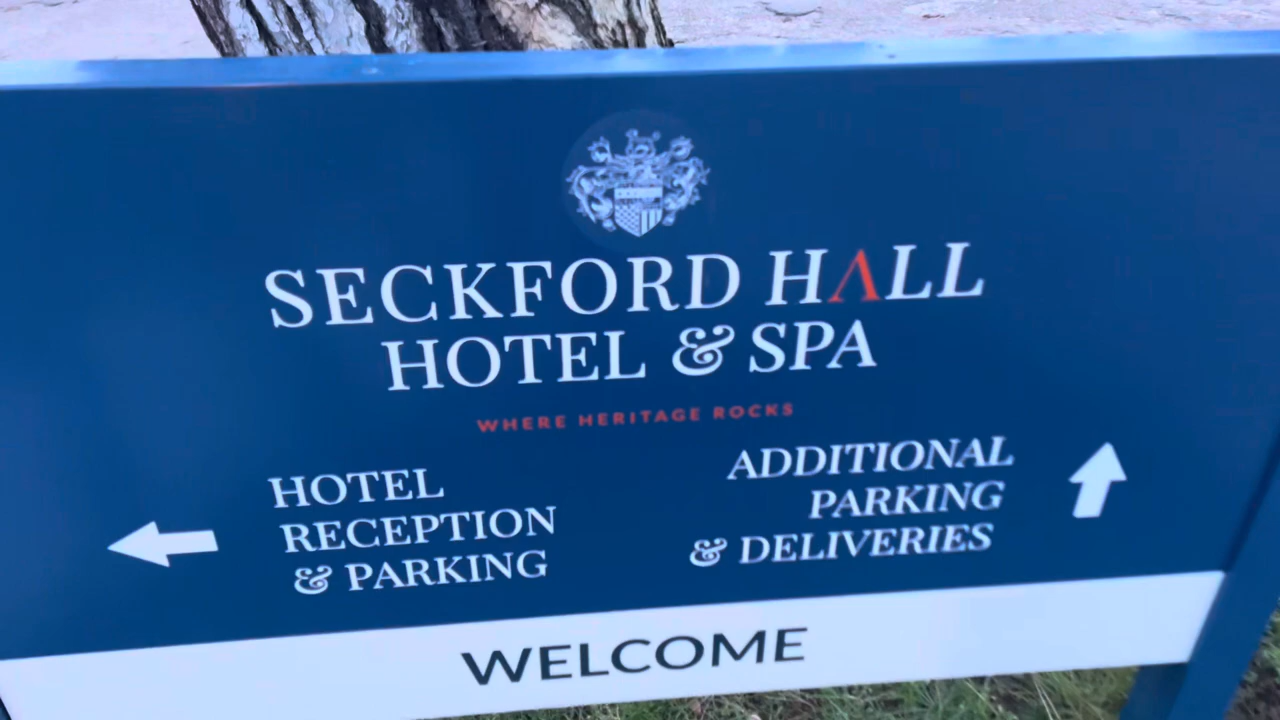 SECKFORD HALL
HOTEL & SPA
WHERE HERITAGE ROCKS
HOTEL
RECEPTION
& PARKING
ADDITIONAL
PARKING
& DELIVERIES
WELCOME